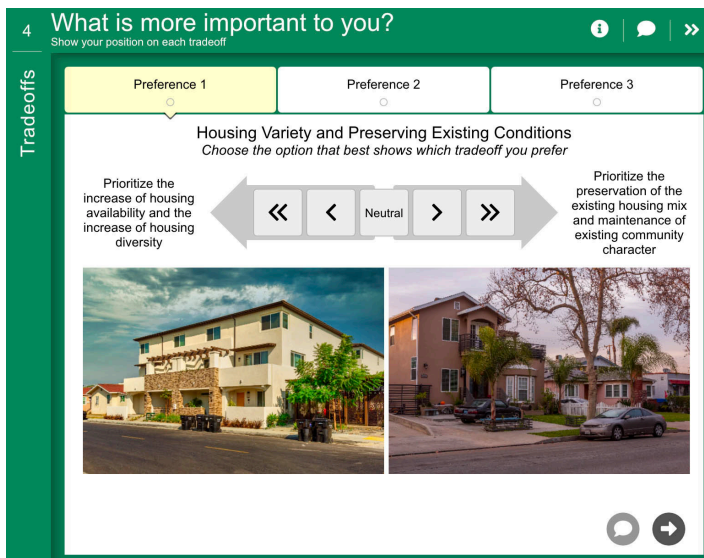 4
What is more important to you?
Show your position on each tradeoff
Tradeoffs
Preference 1
Preference 2
Preference 3
Housing Variety and Preserving Existing Conditions
Choose the option that best shows which tradeoff you prefer
Prioritize the
increase of housing
availability and the
increase of housing
diversity
Neutral
Prioritize the
preservation of the
existing housing mix
and maintenance of
existing community
character